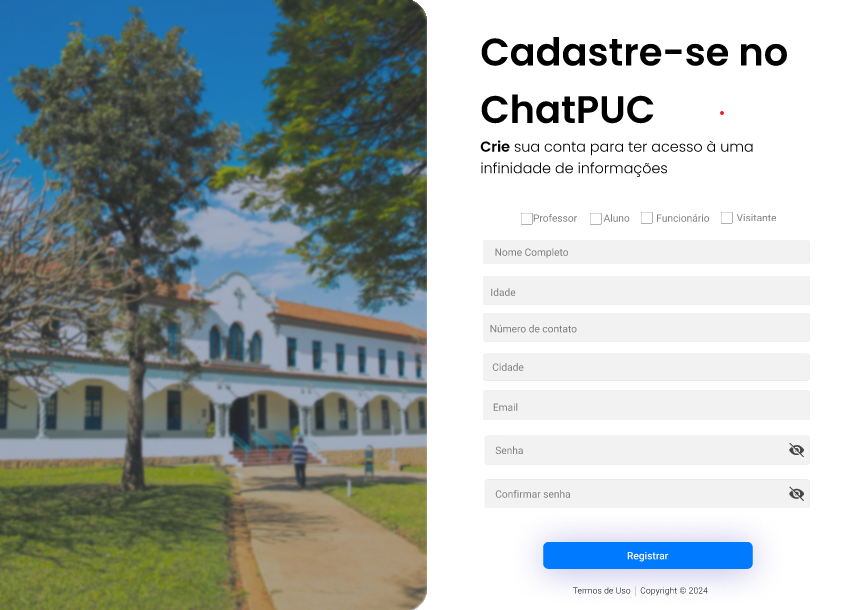 Cadastre-se no
ChatPUC
Crie sua conta para ter acesso à uma
infinidade de informações
Professor Aluno Funcionário Visitante
Nome Completo
Idade
Número de contato
Cidade
Email
Senha
Confirmar senha
Registrar
Termos de Uso | Copyright © 2024